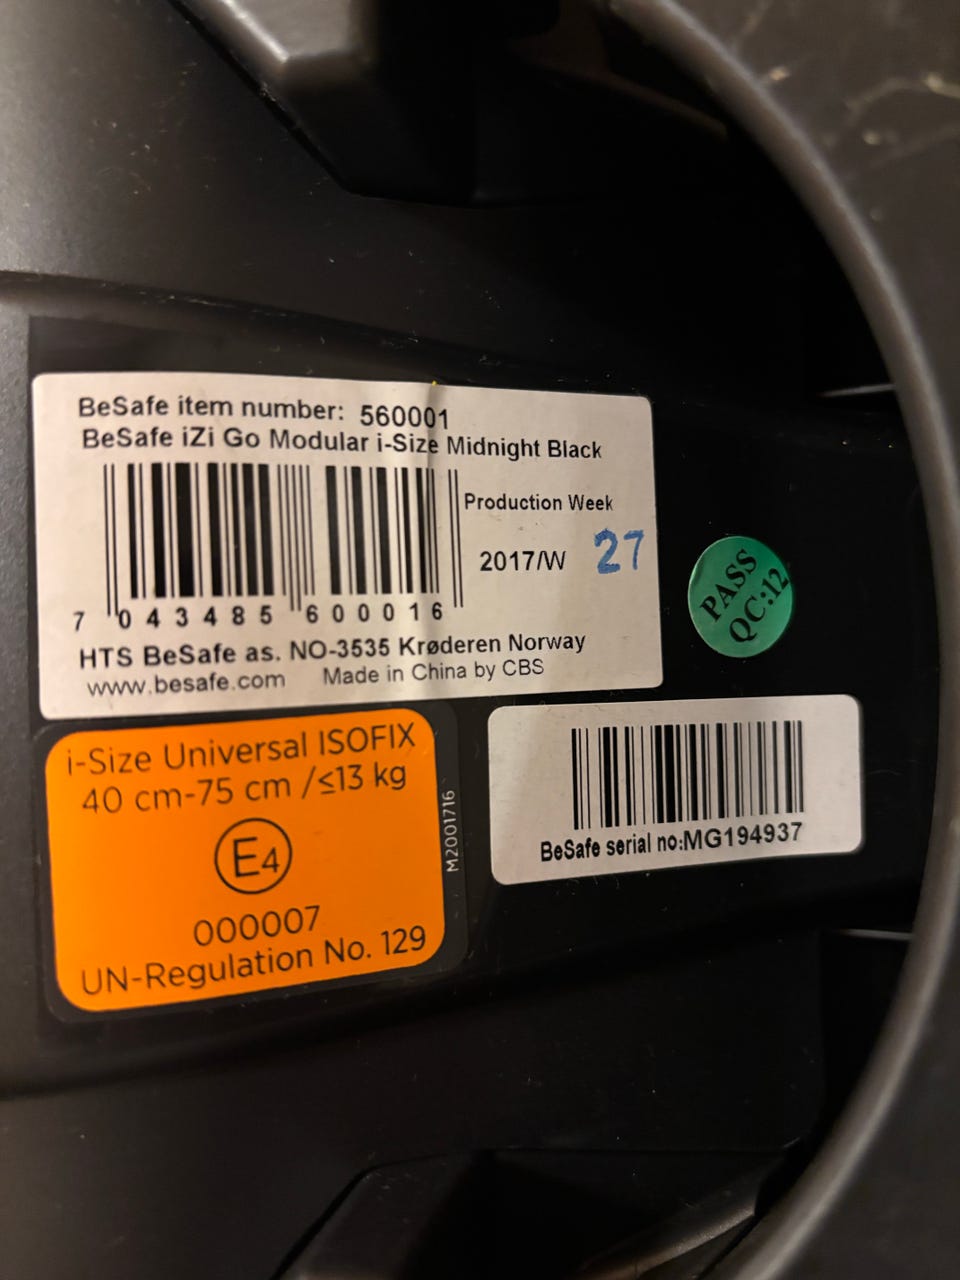 BeSafe item number: 560001
BeSafe iZi Go Modular i-Size Midnight Black
Production Week
2017/W 27
7 043485 600016
HTS BeSafe as. NO-3535 Krøderen Norway
www.besafe.com Made in China by CBS
PASS
QC:12
i-Size Universal ISOFIX
40 cm-75 cm /≤13 kg
E4
000007
UN-Regulation No. 129
M2001716
BeSafe serial no:MG194937